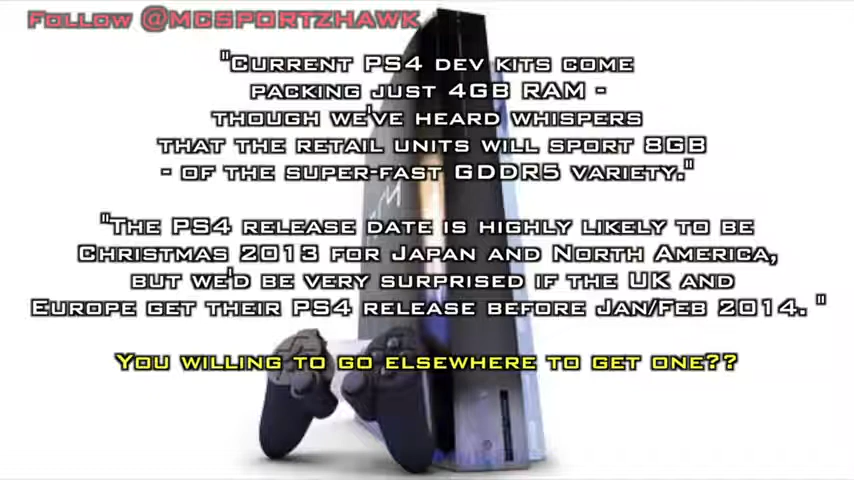 Follow @MCSPORTZHAWK
"Current PS4 dev kits come
packing just 4GB RAM -
though we've heard whispers
that the retail units will sport 8GB
- of the super-fast GDDR5 variety."
"The PS4 release date is highly likely to be
Christmas 2013 for Japan and North America,
but we'd be very surprised if the UK and
Europe get their PS4 release before Jan/Feb 2014. "
You willing to go elsewhere to get one??